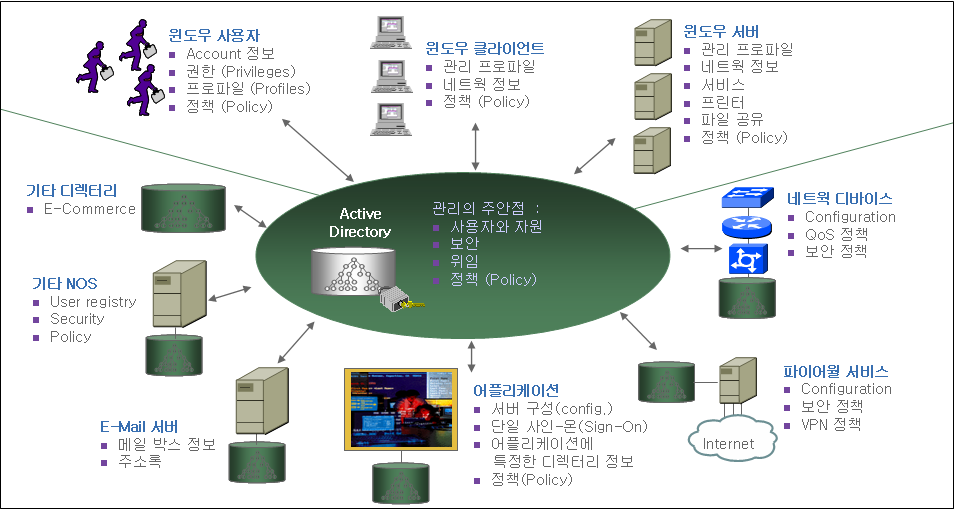 윈도우 사용자
Account 정보
권한 (Privileges)
프로파일 (Profiles)
정책 (Policy)
윈도우 클라이언트
관리 프로파일
네트웍 정보
정책 (Policy)
윈도우 서버
관리 프로파일
네트웍 정보
서비스
프린터
파일 공유
정책 (Policy)
기타 디렉터리
E-Commerce
Active
Directory
관리의 주안점 :
사용자와 자원
보안
위임
정책 (Policy)
네트웍 디바이스
Configuration
QoS 정책
보안 정책
기타 NOS
User registry
Security
Policy
E-Mail 서버
메일 박스 정보
주소록
어플리케이션
서버 구성(config.)
단일 사인-온(Sign-On)
어플리케이션에
특정한 디렉터리 정보
정책(Policy)
파이어월 서비스
Configuration
보안 정책
VPN 정책
Internet